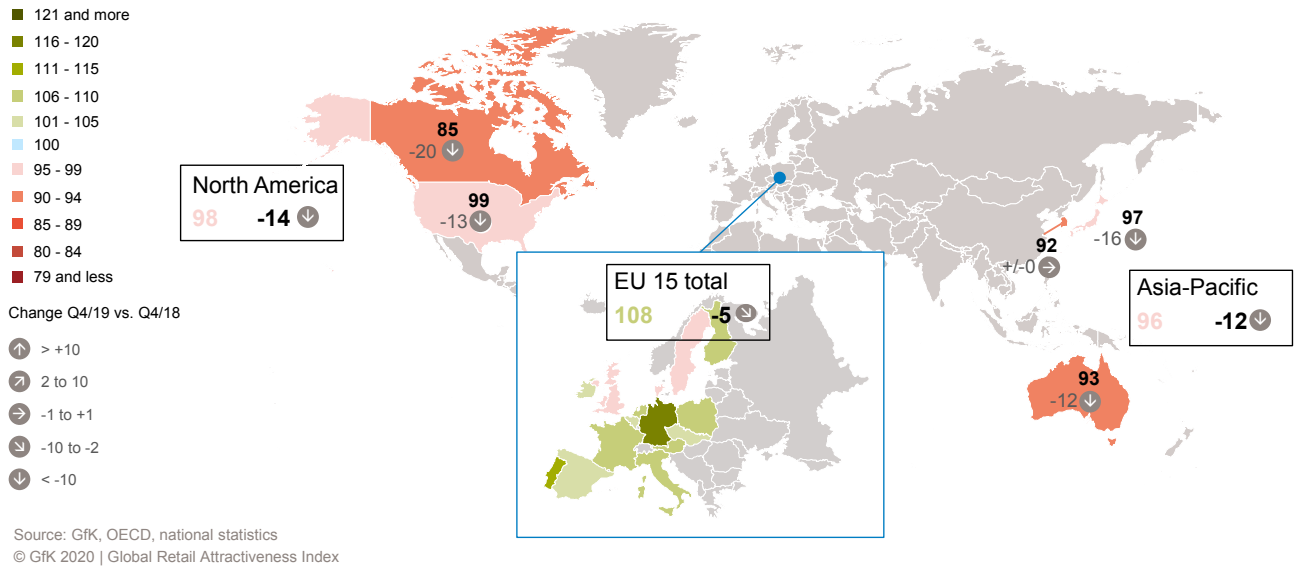 121 and more
116 - 120
111 - 115
106 - 110
101 - 105
100
95 - 99
90 - 94
85 - 89
80 - 84
79 and less
Change Q4/19 vs. Q4/18
> +10
2 to 10
-1 to +1
-10 to -2
< -10
85
-20
North America
98 -14
99
-13
EU 15 total
108 -5
97
-16
92
+/-0
Asia-Pacific
96 -12
93
-12
Source: GfK, OECD, national statistics
© GfK 2020 | Global Retail Attractiveness Index